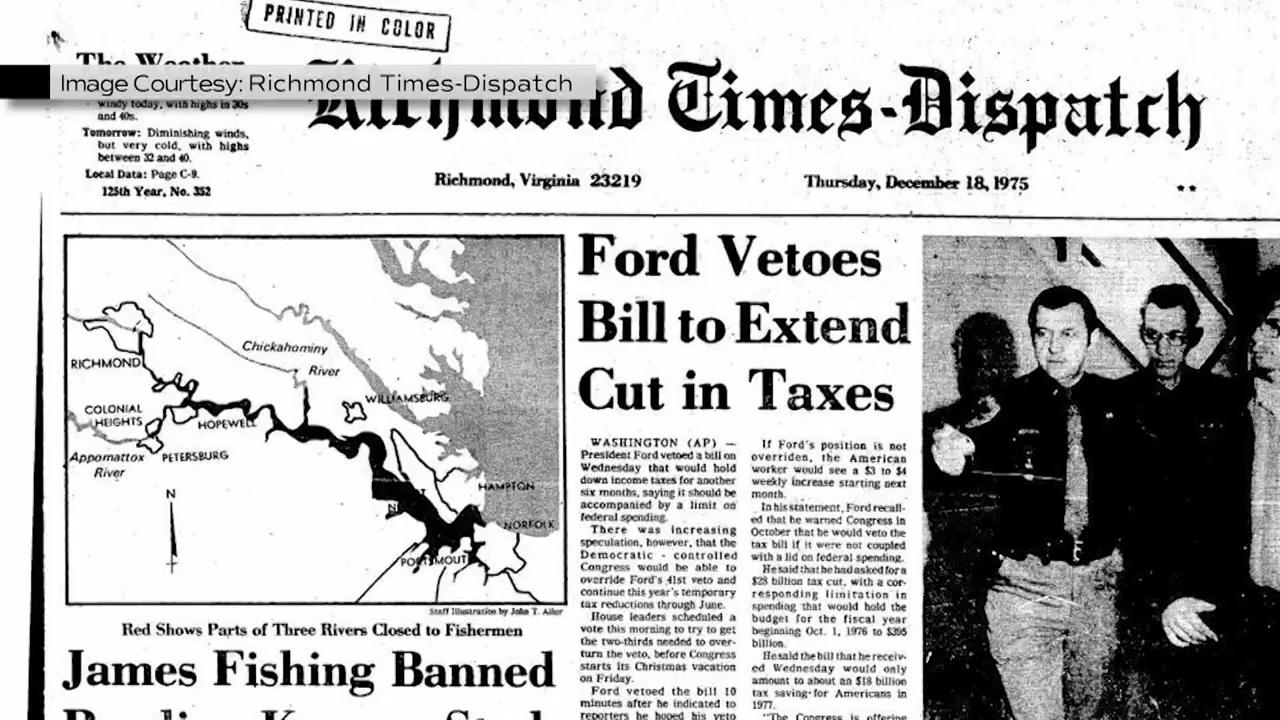 PRINTED IN COLOR
The Weather
Image Courtesy: Richmond Times-Dispatch
Richmond Times-Dispatch
windy today, with highs in 30s
and 40s.
Tomorrow: Diminishing winds,
but very cold, with highs
between 32 and 40.
Local Data: Page C-9.
125th Year, No. 352
Richmond, Virginia 23219
Thursday, December 18, 1975
**
Chickahominy
River
RICHMOND
WILLIAMSBURG
COLONIAL
HEIGHTS
HOPEWELL
Appomattox
River
PETERSBURG
N
HAMPTON
NORFOLK
PORTSMOUTH
Staff Illustration by John T. Aller
Red Shows Parts of Three Rivers Closed to Fishermen
James Fishing Banned
Ford Vetoes
Bill to Extend
Cut in Taxes
WASHINGTON (AP) —
President Ford vetoed a bill on
Wednesday that would hold
down income taxes for another
six months, saying it should be
accompanied by a limit on
federal spending.
There was increasing
speculation, however, that the
Democratic - controlled
Congress would be able to
override Ford's 41st veto and
continue this year's temporary
tax reductions through June.
House leaders scheduled a
vote this morning to try to get
the two-thirds needed to over-
turn the veto, before Congress
starts its Christmas vacation
on Friday.
Ford vetoed the bill 10
minutes after he indicated to
reporters he hoped his veto
If Ford's position is not
overriden, the American
worker would see a $3 to $4
weekly increase starting next
month.
In his statement, Ford recall-
ed that he warned Congress in
October that he would veto the
tax bill if it were not coupled
with a lid on federal spending.
He said that he had asked for a
$28 billion tax cut, with a cor-
responding limitation in
spending that would hold the
budget for the fiscal year
beginning Oct. 1, 1976 to $395
billion.
He said the bill that he receiv-
ed Wednesday would only
amount to about an $18 billion
tax saving for Americans in
1977.
"The Congress is offering